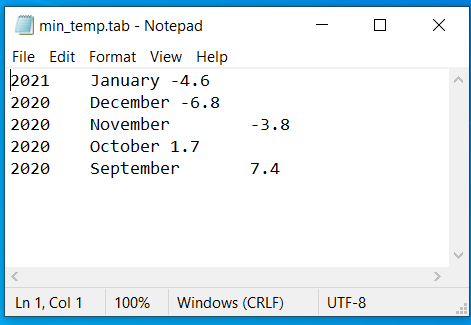 min_temp.tab - Notepad
File Edit Format View Help
2021 January -4.6
2020 December -6.8
2020 November -3.8
2020 October 1.7
2020 September 7.4
Ln 1, Col 1 100% Windows (CRLF) UTF-8